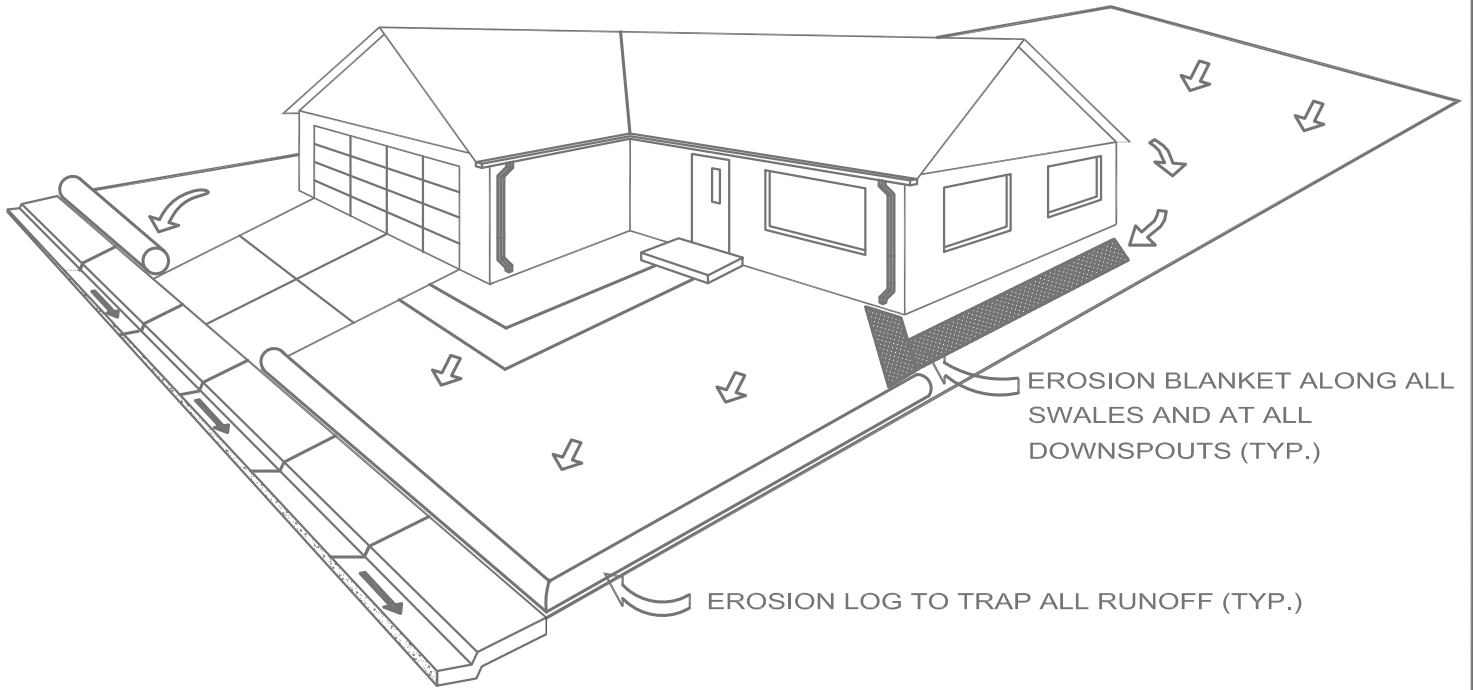 EROSION BLANKET ALONG ALL
SWALES AND AT ALL
DOWNSPOUTS (TYP.)
EROSION LOG TO TRAP ALL RUNOFF (TYP.)